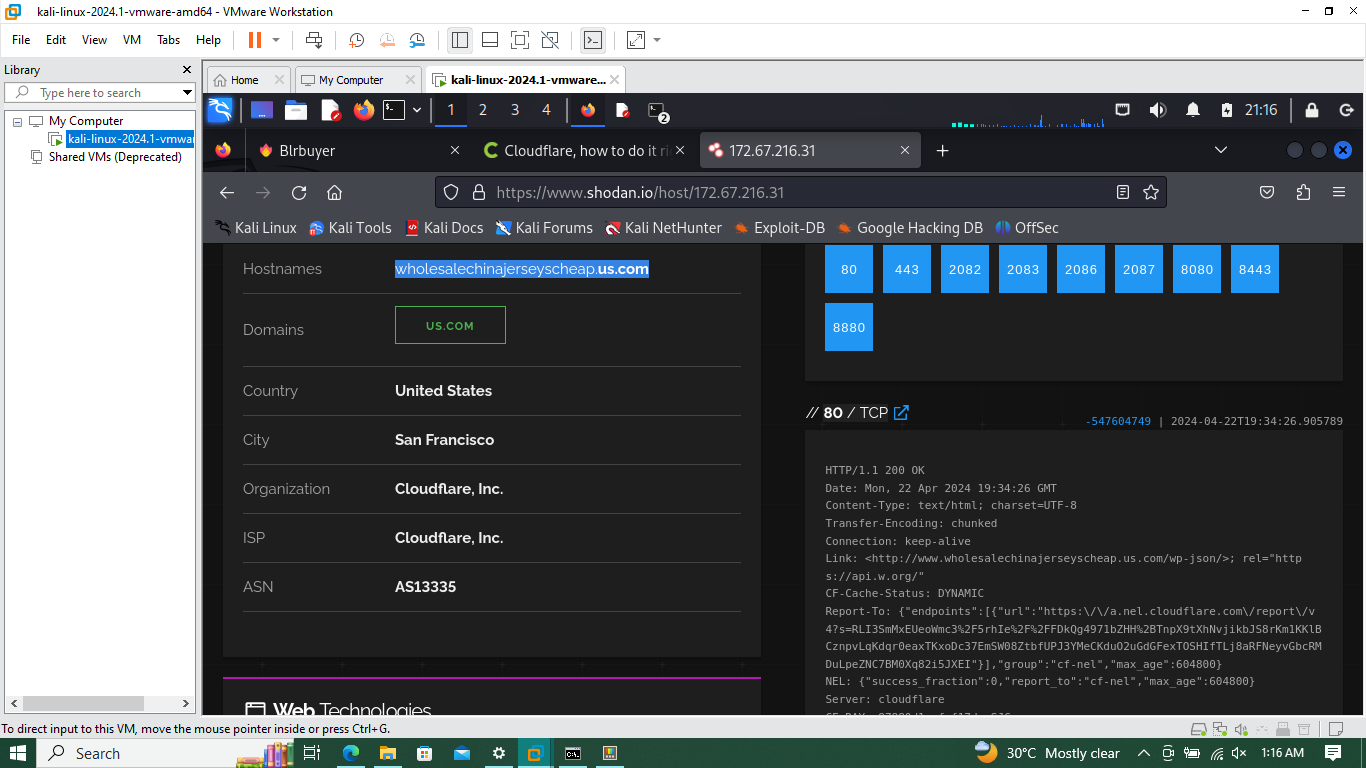 kali-linux-2024.1-vmware-amd64 - VMware Workstation
File Edit View VM Tabs Help
Library
Type here to search
My Computer
kali-linux-2024.1-vmwar
Shared VMs (Deprecated)
Home
My Computer
kali-linux-2024.1-vmware...
1 2 3 4
2
21:16
Blrbuyer
Cloudflare, how to do it ri
172.67.216.31
https://www.shodan.io/host/172.67.216.31
Kali Linux
Kali Tools
Kali Docs
Kali Forums
Kali NetHunter
Exploit-DB
Google Hacking DB
OffSec
Hostnames wholesalechinajerseyscheap.us.com
Domains US.COM
Country United States
City San Francisco
Organization Cloudflare, Inc.
ISP Cloudflare, Inc.
ASN AS13335
Web Technologies
80 443 2082 2083 2086 2087 8080 8443
8880
// 80 / TCP
-547604749 | 2024-04-22T19:34:26.905789
HTTP/1.1 200 OK
Date: Mon, 22 Apr 2024 19:34:26 GMT
Content-Type: text/html; charset=UTF-8
Transfer-Encoding: chunked
Connection: keep-alive
Link: <http://www.wholesalechinajerseyscheap.us.com/wp-json/>; rel="http
s://api.w.org/"
CF-Cache-Status: DYNAMIC
Report-To: {"endpoints":[{"url":"https:\/\/a.nel.cloudflare.com\/report\/v
4?s=RLI3SmMxEUeoWmc3%2F5rhIe%2F%2FFDkQg4971bZHH%2BTnpX9tXhNvjikbJS8rKm1KKlB
CznpvLqKdqr0eaxTKxoDc37EmSW08ZtbfUPJ3YMeCKduO2uGdGFexTOSHIfTLj8aRFNeyvGbcRM
DuLpeZNC7BM0Xq82i5JXEI"}],"group":"cf-nel","max_age":604800}
NEL: {"success_fraction":0,"report_to":"cf-nel","max_age":604800}
Server: cloudflare
To direct input to this VM, move the mouse pointer inside or press Ctrl+G.
Search
30°C Mostly clear
1:16 AM